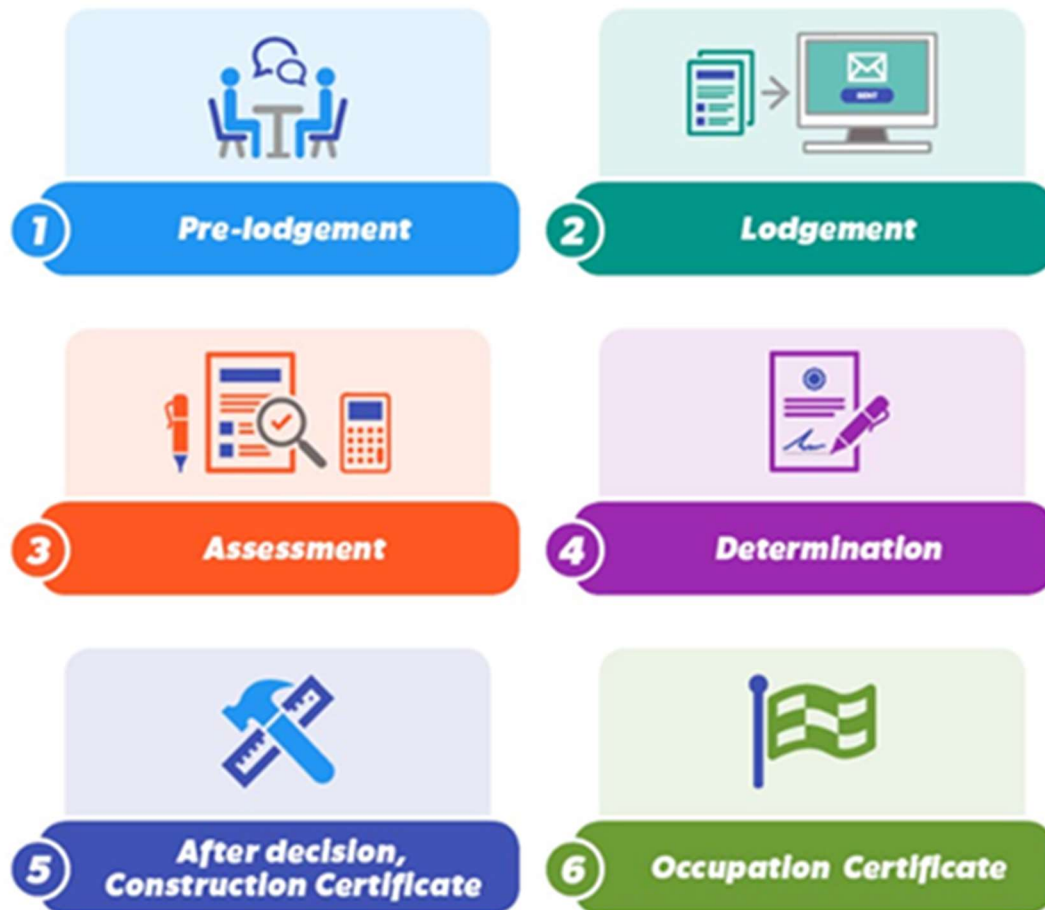 SENT
1
Pre-lodgement
2
Lodgement
3
Assessment
4
Determination
5
After decision,
Construction Certificate
6
Occupation Certificate